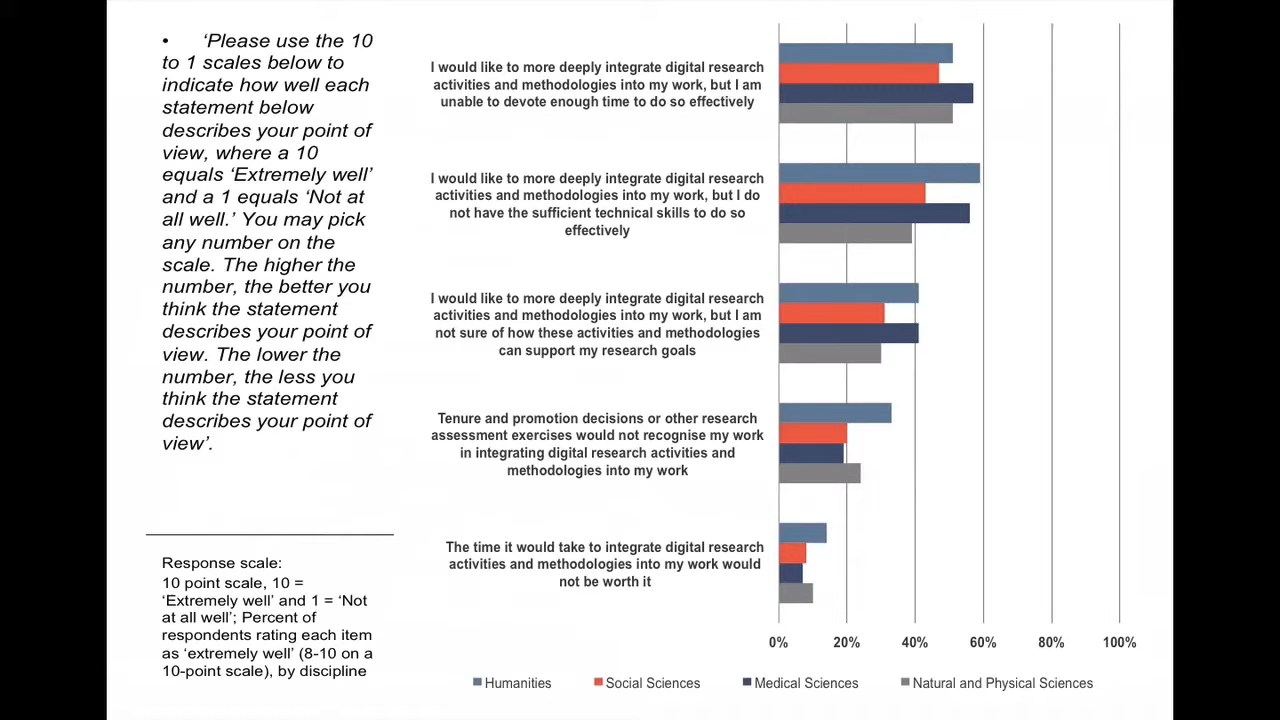 • ‘Please use the 10
to 1 scales below to
indicate how well each
statement below
describes your point of
view, where a 10
equals ‘Extremely well’
and a 1 equals ‘Not at
all well.’ You may pick
any number on the
scale. The higher the
number, the better you
think the statement
describes your point of
view. The lower the
number, the less you
think the statement
describes your point of
view’.
Response scale:
10 point scale, 10 =
‘Extremely well’ and 1 = ‘Not
at all well’; Percent of
respondents rating each item
as ‘extremely well’ (8-10 on a
10-point scale), by discipline
I would like to more deeply integrate digital research
activities and methodologies into my work, but I am
unable to devote enough time to do so effectively
I would like to more deeply integrate digital research
activities and methodologies into my work, but I do
not have the sufficient technical skills to do so
effectively
I would like to more deeply integrate digital research
activities and methodologies into my work, but I am
not sure of how these activities and methodologies
can support my research goals
Tenure and promotion decisions or other research
assessment exercises would not recognise my work
in integrating digital research activities and
methodologies into my work
The time it would take to integrate digital research
activities and methodologies into my work would
not be worth it
0% 20% 40% 60% 80% 100%
Humanities Social Sciences Medical Sciences Natural and Physical Sciences